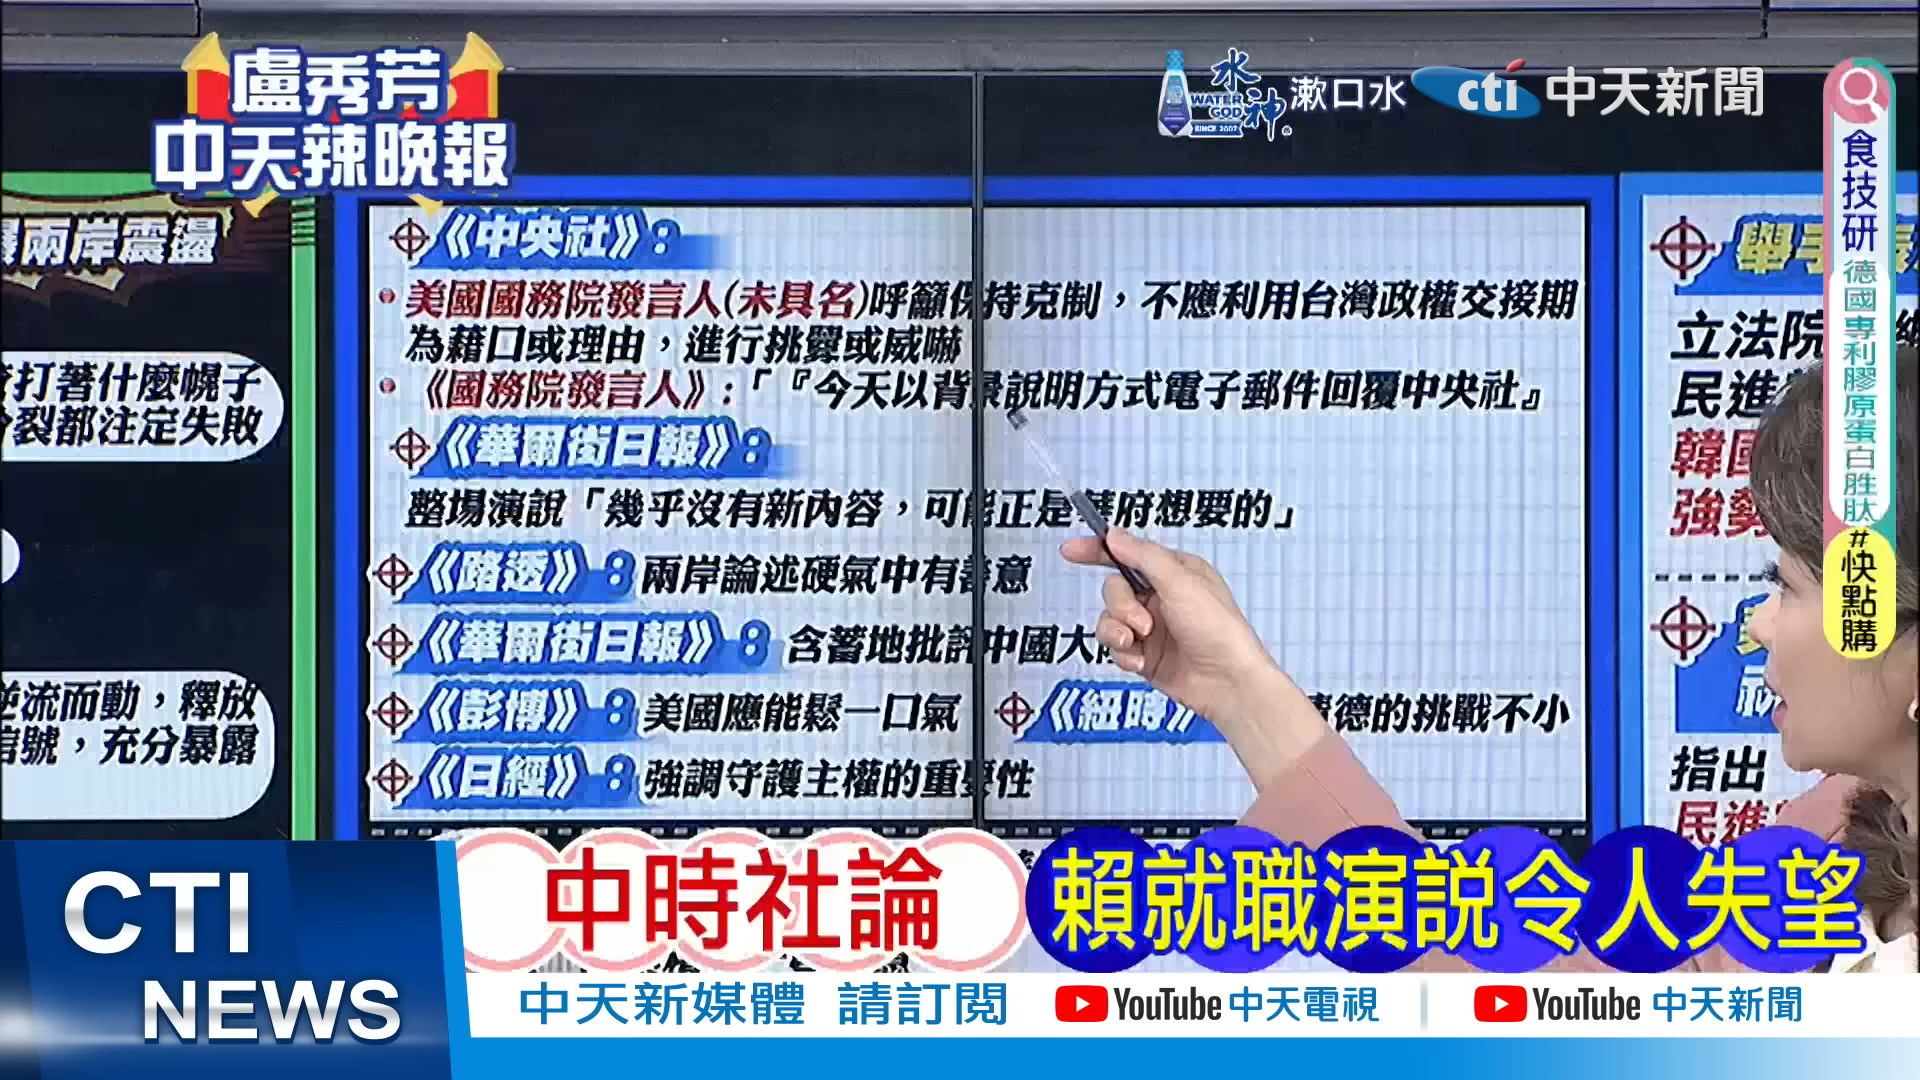 盧秀芳
中天辣晚報
水神
WATER
GOD
SINCE 2007
漱口水
cti 中天新聞
食技研
德國專利膠原蛋白胜肽
#快點購
兩岸震盪
打著什麼幌子
分裂都注定失敗
逆流而動，釋放
信號，充分暴露
《中央社》：
美國國務院發言人(未具名)呼籲保持克制，不應利用台灣政權交接期
為藉口或理由，進行挑釁或威嚇
《國務院發言人》:「『今天以背景說明方式電子郵件回覆中央社』
《華爾街日報》：
整場演說「幾乎沒有新內容，可能正是華府想要的」
《路透》：兩岸論述硬氣中有善意
《華爾街日報》：含蓄地批評中國大
《彭博》：美國應能鬆一口氣
《紐時》 德的挑戰不小
《日經》：強調守護主權的重要性
舉手
立法院
民進
韓國
強勢
指出
民進
中時社論
賴就職演説令人失望
CTI
NEWS
中天新媒體 請訂閱
YouTube 中天電視
YouTube 中天新聞